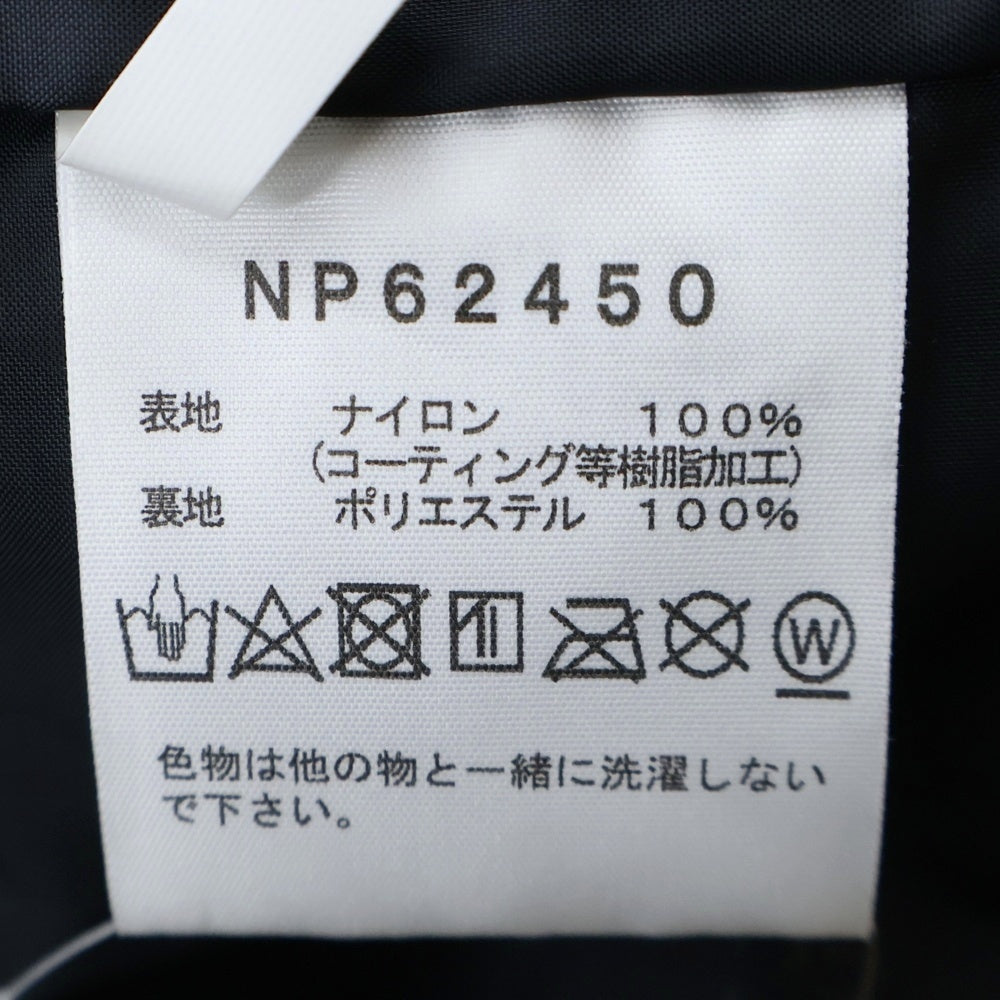 NP62450
表地 ナイロン 100%
(コーティング等樹脂加工)
裏地 ポリエステル 100%
W
色物は他の物と一緒に洗濯しない
で下さい。